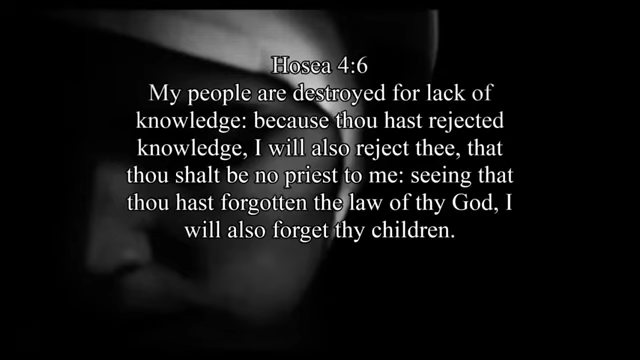 Hosea 4:6
My people are destroyed for lack of
knowledge: because thou hast rejected
knowledge, I will also reject thee, that
thou shalt be no priest to me: seeing that
thou hast forgotten the law of thy God, I
will also forget thy children.